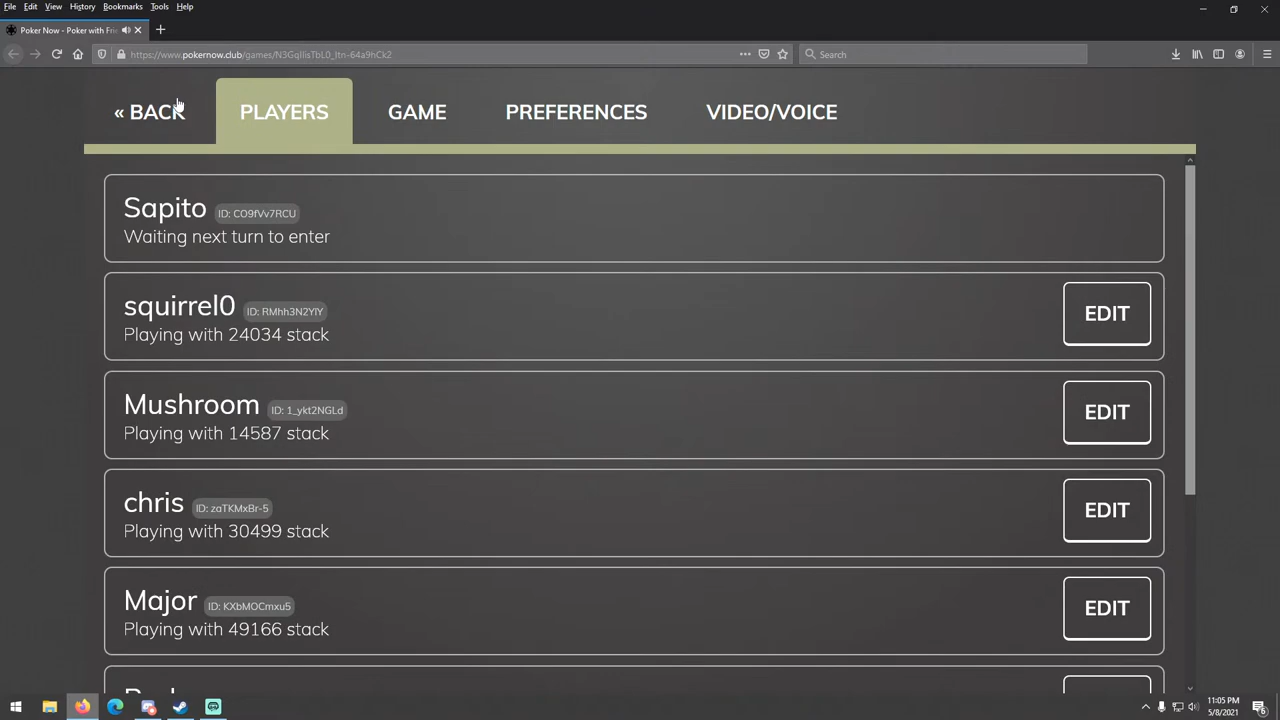 File Edit View History Bookmarks Tools Help
Poker Now - Poker with Fri
https://www.pokernow.club/games/
Search
« BACK PLAYERS GAME PREFERENCES VIDEO/VOICE
Sapito ID: CO9fVv7RCU
Waiting next turn to enter
squirrel0 ID: RMhh3N2YlY
Playing with 24034 stack
EDIT
Mushroom ID: 1_ykt2NGLd
Playing with 14587 stack
EDIT
chris ID: zaTKMxBr-5
Playing with 30499 stack
EDIT
Major ID: KXbMOCmxu5
Playing with 49166 stack
EDIT
11:05 PM
5/8/2021
6